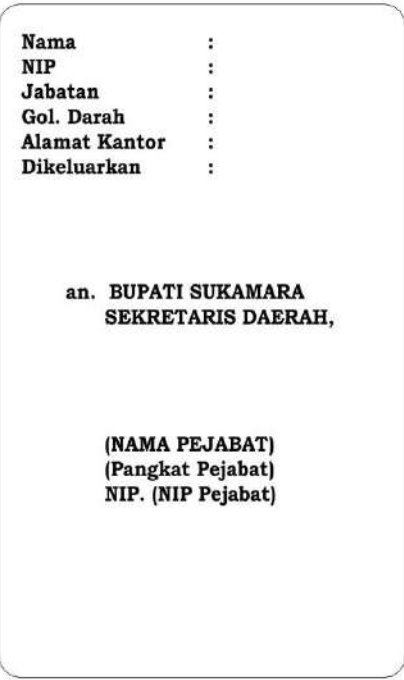 Nama :
NIP :
Jabatan :
Gol. Darah :
Alamat Kantor :
Dikeluarkan :
an. BUPATI SUKAMARA
SEKRETARIS DAERAH,
(NAMA PEJABAT)
(Pangkat Pejabat)
NIP. (NIP Pejabat)